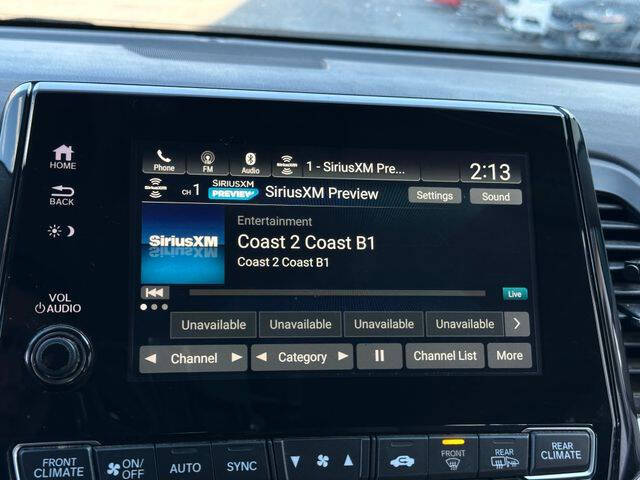 HOME
BACK
VOL
AUDIO
Phone
FM
Audio
SiriusXM
1 - SiriusXM Pre...
2:13
SiriusXM
CH 1
SIRIUSXM
PREVIEW
SiriusXM Preview
Settings
Sound
Entertainment
SiriusXM
Coast 2 Coast B1
Coast 2 Coast B1
Live
Unavailable Unavailable Unavailable Unavailable
Channel Category Channel List More
FRONT
CLIMATE
ON/
OFF
AUTO
SYNC
FRONT
REAR
REAR
CLIMATE